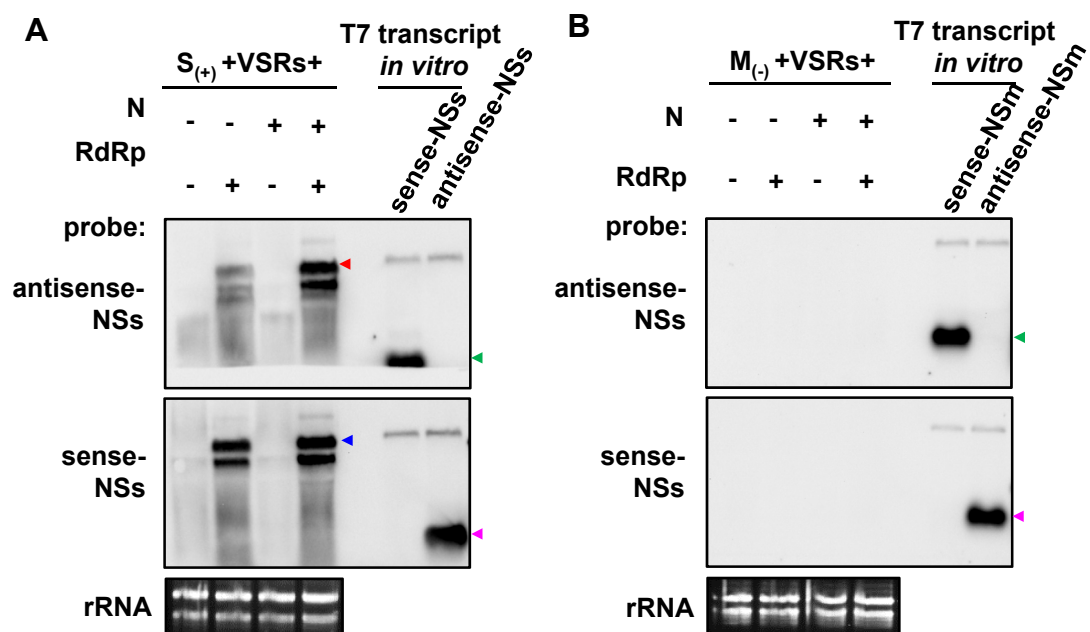 A
S(+) +VSRs+
T7 transcript
in vitro
N
- - + +
RdRp
- + - +
sense-NSs
antisense-NSs
probe:
antisense-
NSs
sense-
NSs
rRNA
B
M(-) +VSRs+
T7 transcript
in vitro
N
- - + +
RdRp
- + - +
sense-NSm
antisense-NSm
probe:
antisense-
NSs
sense-
NSs
rRNA